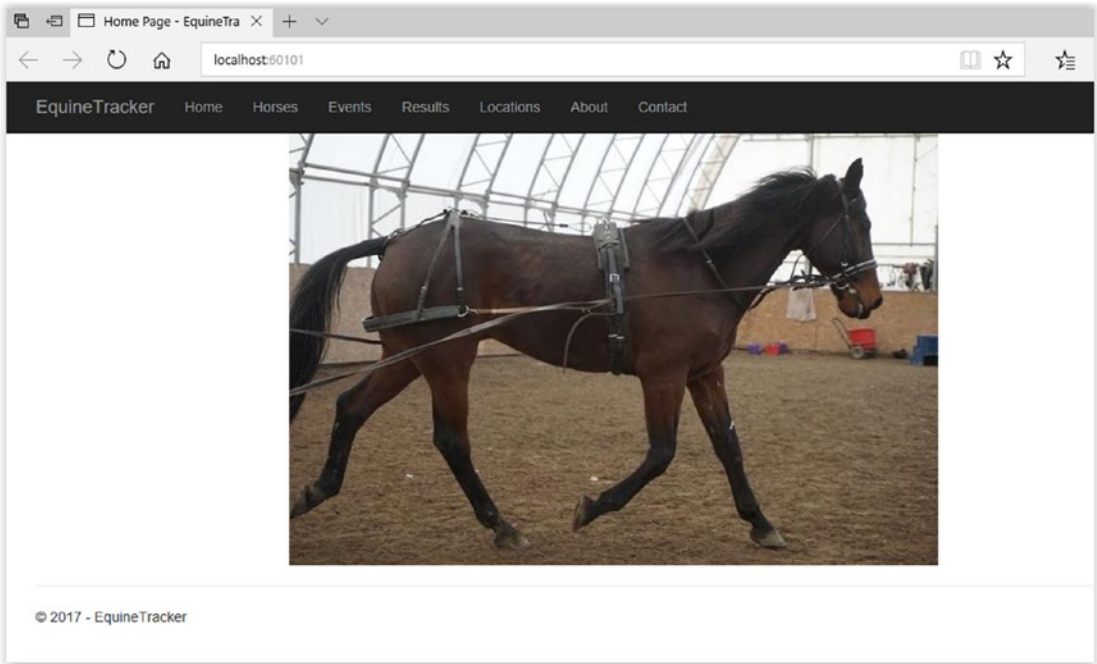 Home Page - EquineTra
localhost:60101
EquineTracker Home Horses Events Results Locations About Contact
© 2017 - EquineTracker